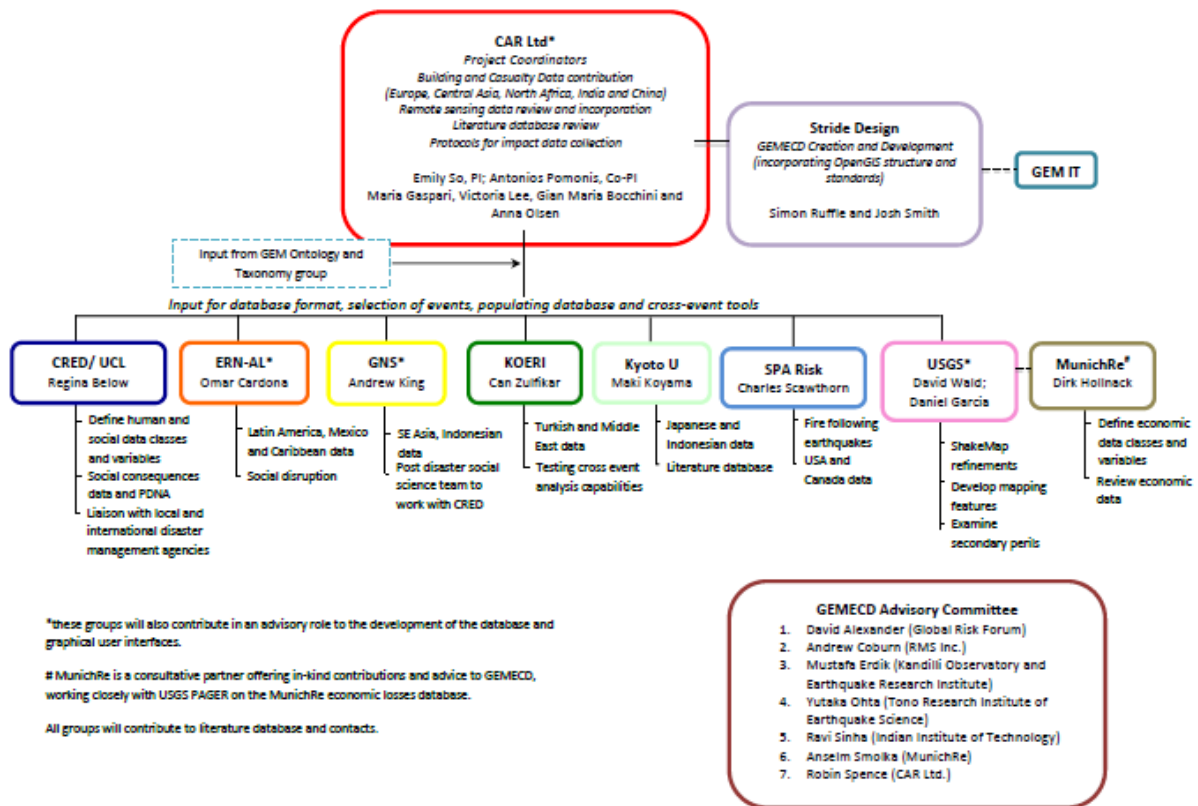 CAR Ltd*
Project Coordinators
Building and Casualty Data contribution
(Europe, Central Asia, North Africa, India and China)
Remote sensing data review and incorporation
Literature database review
Protocols for impact data collection
Emily So, PI; Antonios Pomonis, Co-PI
Maria Gaspari, Victoria Lee, Gian Maria Bocchini and
Anna Olsen
Stride Design
GEMECD Creation and Development
(incorporating OpenGIS structure and
standards)
Simon Ruffle and Josh Smith
GEM IT
Input from GEM Ontology and
Taxonomy group
Input for database format, selection of events, populating database and cross-event tools
CRED/ UCL
Regina Below
Define human and
social data classes
and variables
Social consequences
data and PDNA
Liaison with local and
international disaster
management agencies
ERN-AL*
Omar Cardona
Latin America, Mexico
and Caribbean data
Social disruption
GNS*
Andrew King
SE Asia, Indonesian
data
Post disaster social
science team to
work with CRED
KOERI
Can Zulfikar
Turkish and Middle
East data
Testing cross event
analysis capabilities
Kyoto U
Maki Koyama
Japanese and
Indonesian data
Literature database
SPA Risk
Charles Scawthorn
Fire following
earthquakes
USA and
Canada data
USGS*
David Wald;
Daniel Garcia
ShakeMap
refinements
Develop mapping
features
Examine
secondary perils
MunichRe#
Dirk Hollnack
Define economic
data classes and
variables
Review economic
data
*these groups will also contribute in an advisory role to the development of the database and
graphical user interfaces.
# MunichRe is a consultative partner offering in-kind contributions and advice to GEMECD,
working closely with USGS PAGER on the MunichRe economic losses database.
All groups will contribute to literature database and contacts.
GEMECD Advisory Committee
1. David Alexander (Global Risk Forum)
2. Andrew Coburn (RMS Inc.)
3. Mustafa Erdik (Kandilli Observatory and
Earthquake Research Institute)
4. Yutaka Ohta (Tono Research Institute of
Earthquake Science)
5. Ravi Sinha (Indian Institute of Technology)
6. Anselm Smolka (MunichRe)
7. Robin Spence (CAR Ltd.)